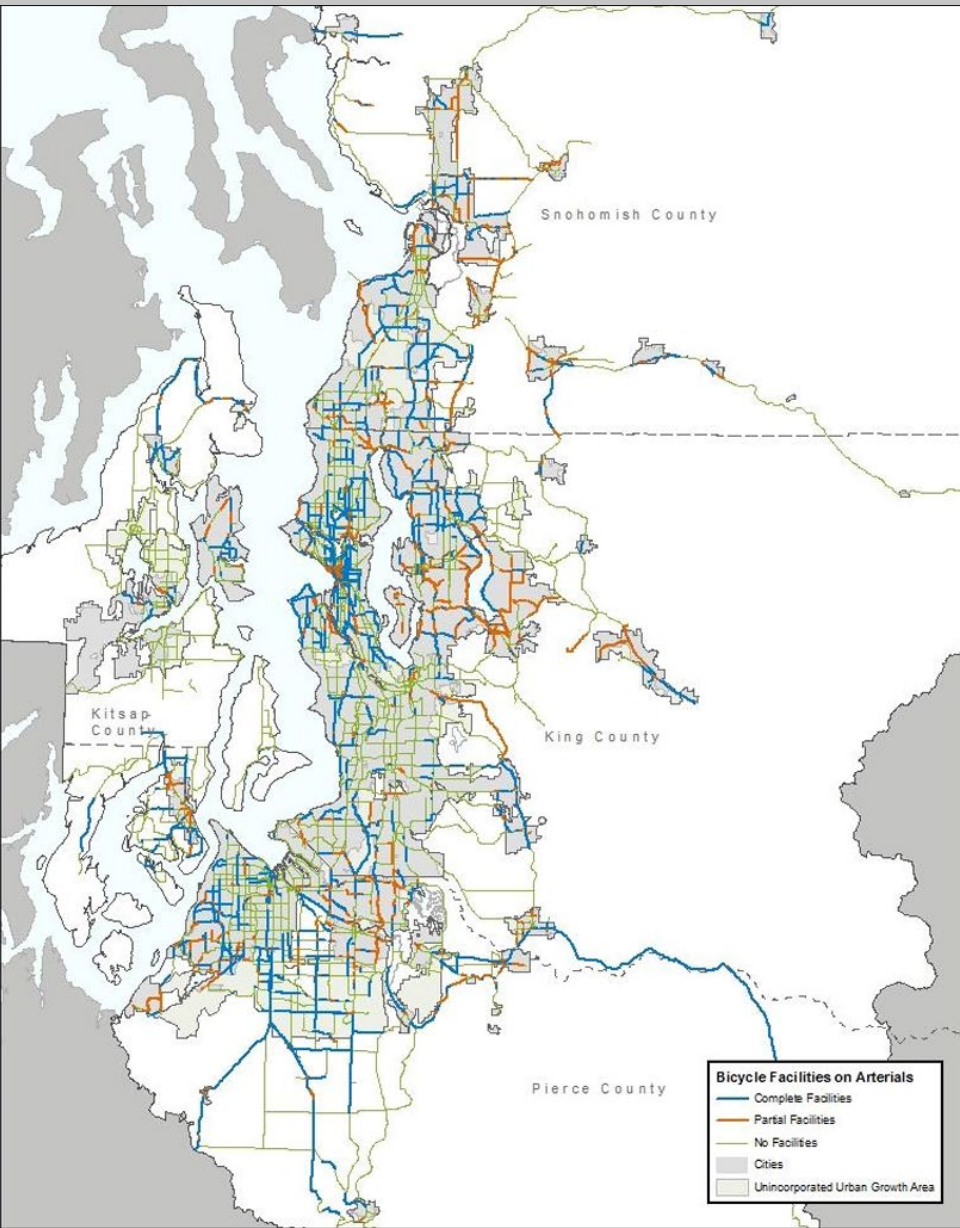 Snohomish County
Kitsap
County
King County
Pierce County
Bicycle Facilities on Arterials
Complete Facilities
Partial Facilities
No Facilities
Cities
Unincorporated Urban Growth Area